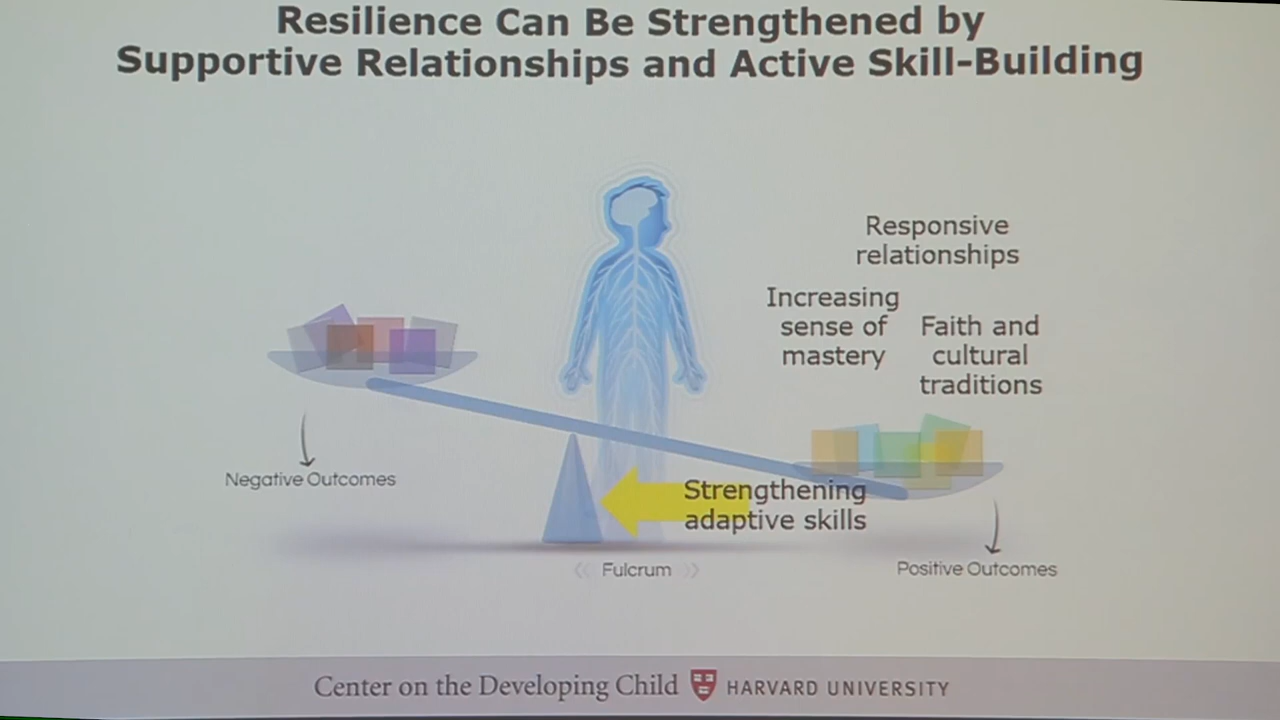 Resilience Can Be Strengthened by
Supportive Relationships and Active Skill-Building
Responsive
relationships
Increasing
sense of
mastery
Faith and
cultural
traditions
Negative Outcomes
Strengthening
adaptive skills
Fulcrum
Positive Outcomes
Center on the Developing Child HARVARD UNIVERSITY